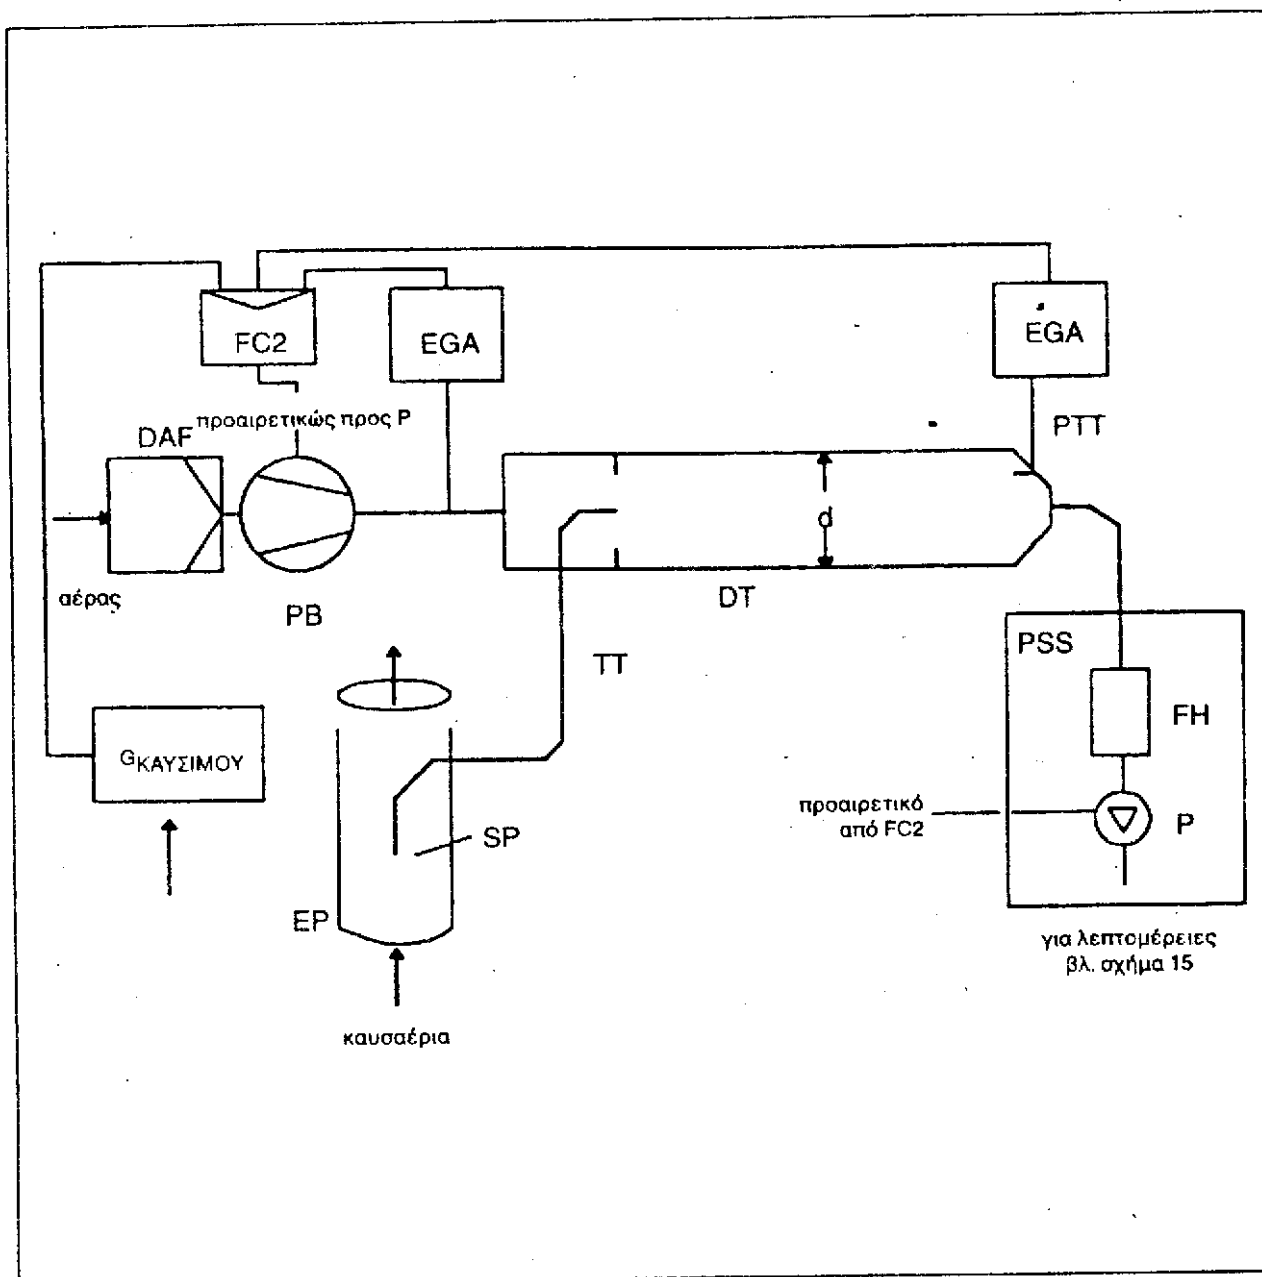 FC2
EGA
EGA
προαιρετικώς προς P
DAF
PTT
d
αέρας
PB
DT
TT
PSS
FH
GΚΑΥΣΙΜΟΥ
προαιρετικό
από FC2
P
SP
EP
για λεπτομέρειες
βλ. σχήμα 15
καυσαέρια